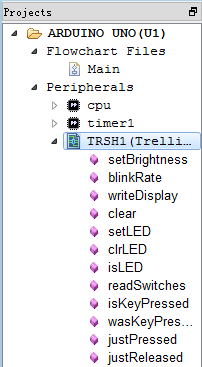 Projects
ARDUINO UNO(U1)
Flowchart Files
Main
Peripherals
cpu
timer1
TRSH1(Trelli...
setBrightness
blinkRate
writeDisplay
clear
setLED
clrLED
isLED
readSwitches
isKeyPressed
wasKeyPres...
justPressed
justReleased